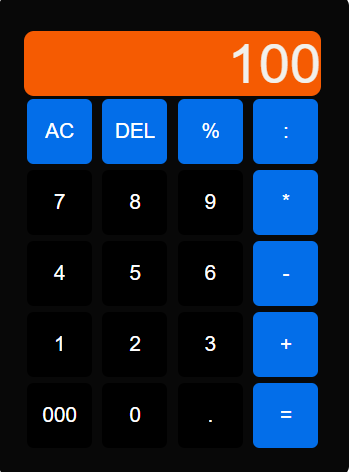 100
AC DEL % :
7 8 9 *
4 5 6 -
1 2 3 +
000 0 . =